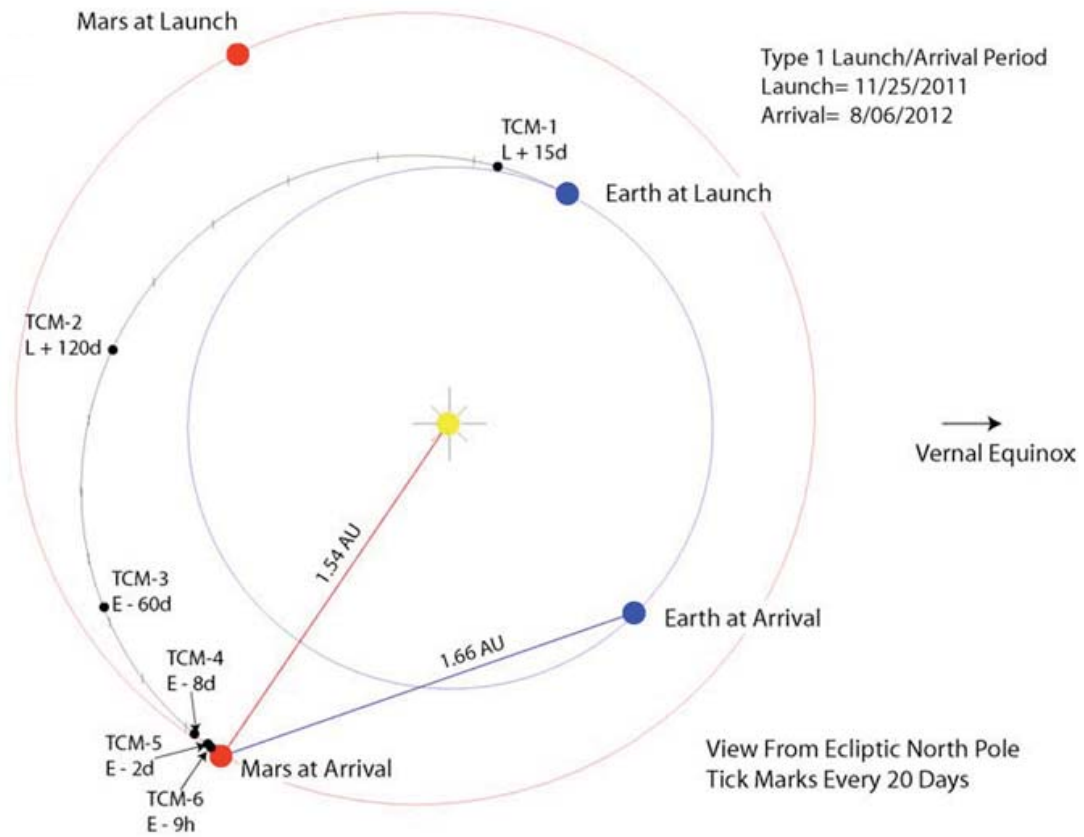 Mars at Launch
Type 1 Launch/Arrival Period
Launch= 11/25/2011
Arrival= 8/06/2012
TCM-1
L + 15d
Earth at Launch
TCM-2
L + 120d
Vernal Equinox
1.54 AU
TCM-3
E - 60d
Earth at Arrival
1.66 AU
TCM-4
E - 8d
TCM-5
E - 2d
Mars at Arrival
TCM-6
E - 9h
View From Ecliptic North Pole
Tick Marks Every 20 Days